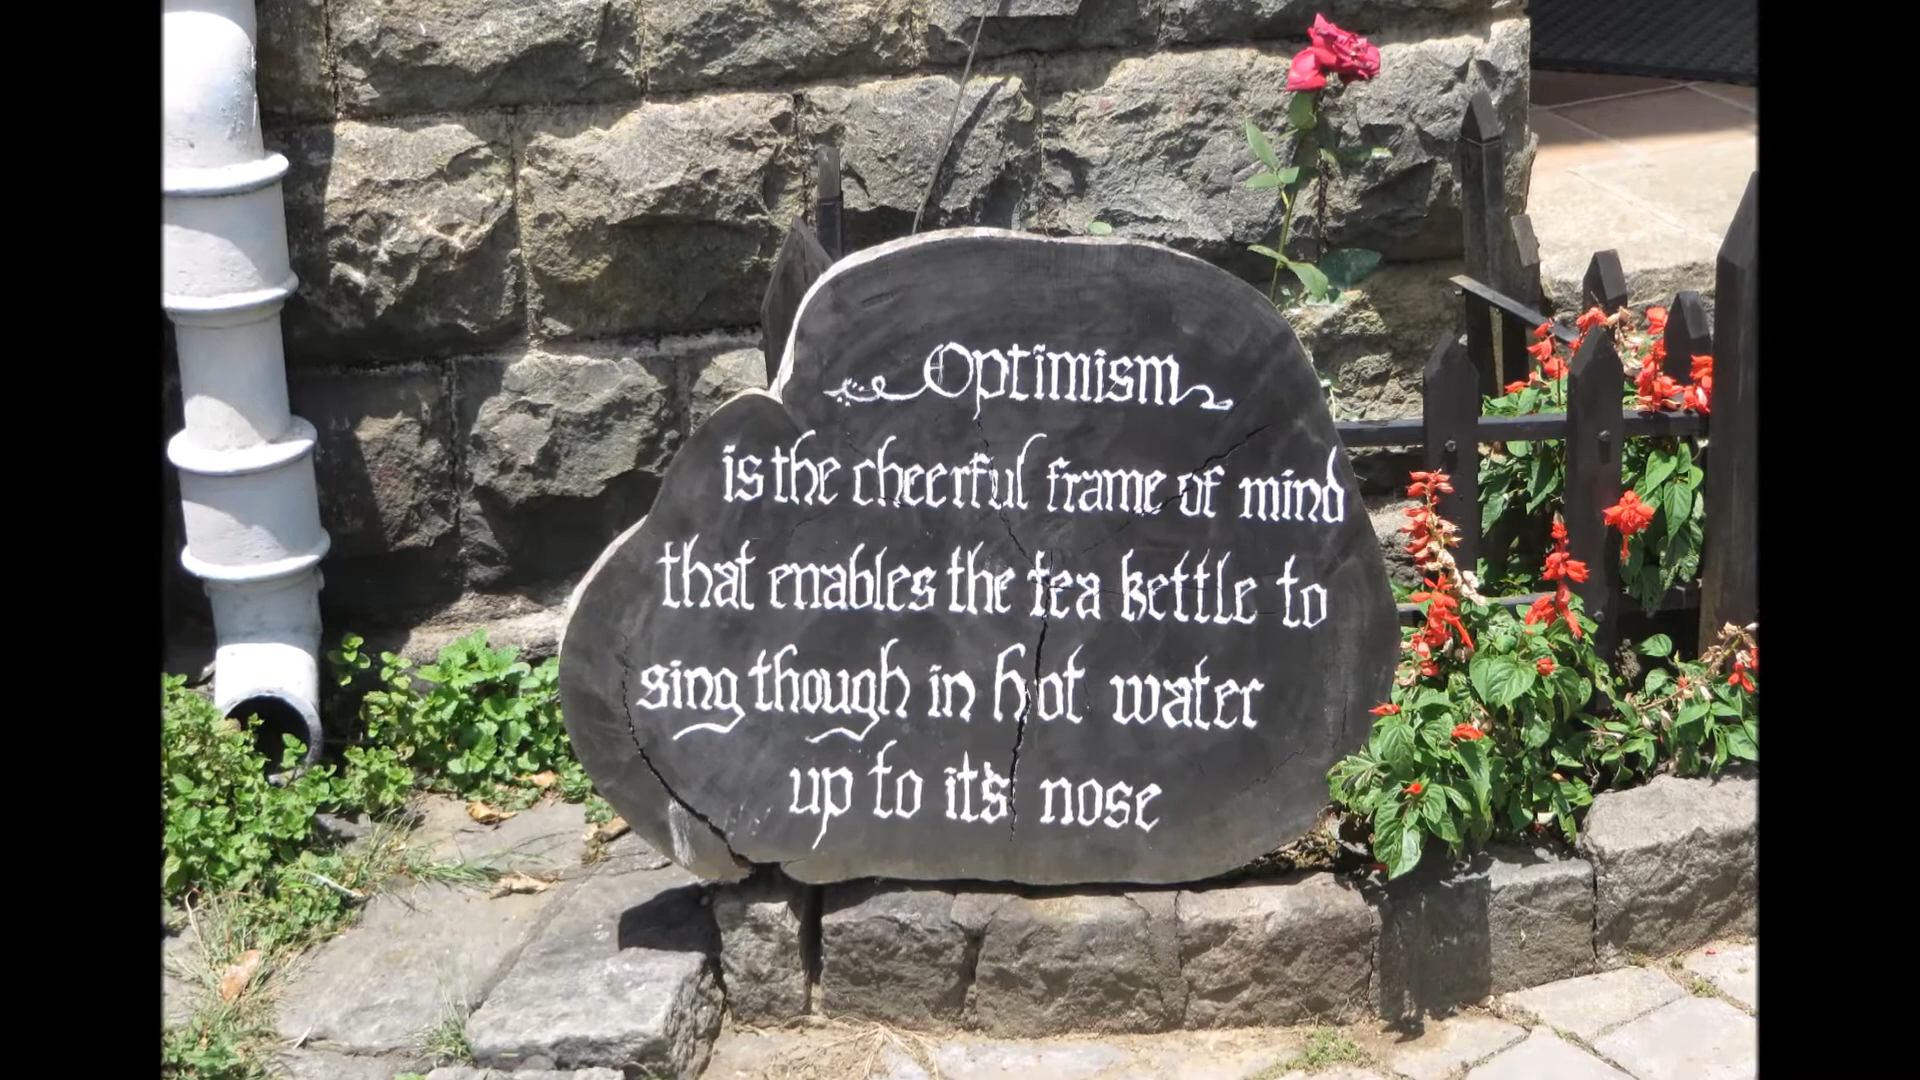 Optimism
is the cheerful frame of mind
that enables the tea kettle to
sing though in hot water
up to it's nose